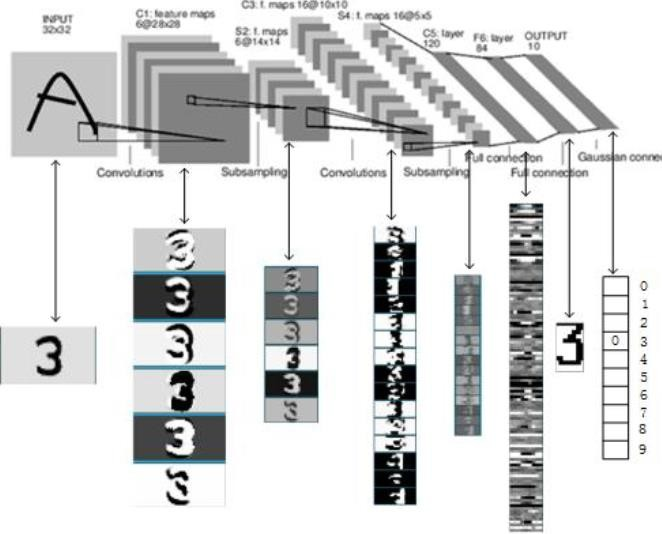 INPUT
32x32
C1: feature maps
6@28x28
C3: f. maps 16@10x10
S2: f. maps
6@14x14
S4: f. maps 16@5x5
C5: layer
120
F6: layer
84
OUTPUT
10
A
Convolutions
Subsampling
Convolutions
Subsampling
Full connection
Full connection
Gaussian connec
3
3
0
0
1
2
3
4
5
6
7
8
9